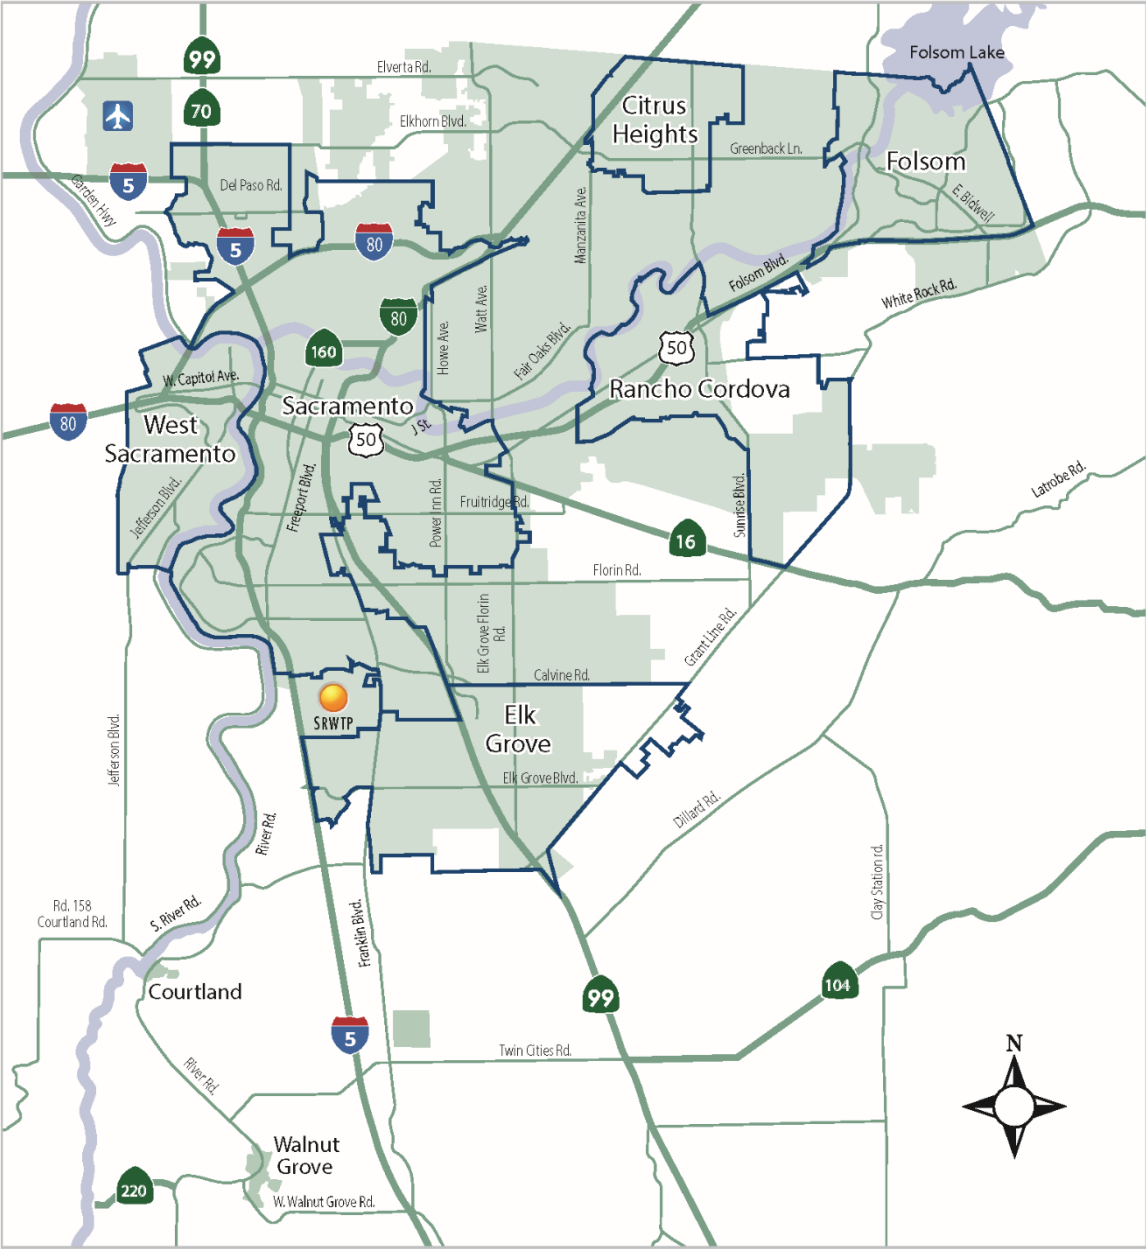 99
Elverta Rd.
Folsom Lake
70
Citrus
Heights
Elkhorn Blvd.
Greenback Ln.
Folsom
5
Del Paso Rd.
Garden Hwy
E. Bidwell
Manzanita Ave.
5
80
Folsom Blvd.
White Rock Rd.
Watt Ave.
80
Howe Ave.
160
Fair Oaks Blvd.
50
W. Capitol Ave.
Rancho Cordova
80
Sacramento
West
Sacramento
J St.
50
Jefferson Blvd.
Freeport Blvd.
Power Inn Rd.
Fruitridge Rd.
Sunrise Blvd.
Latrobe Rd.
16
Florin Rd.
Elk Grove Florin
Rd.
Grant Line Rd.
Calvine Rd.
SRWTP
Elk
Grove
Jefferson Blvd.
Elk Grove Blvd.
Dillard Rd.
River Rd.
Clay Station rd.
Rd. 158
Courtland Rd.
S. River Rd.
Franklin Blvd.
Courtland
99
104
5
Twin Cities Rd.
N
River Rd.
Walnut
Grove
220
W. Walnut Grove Rd.